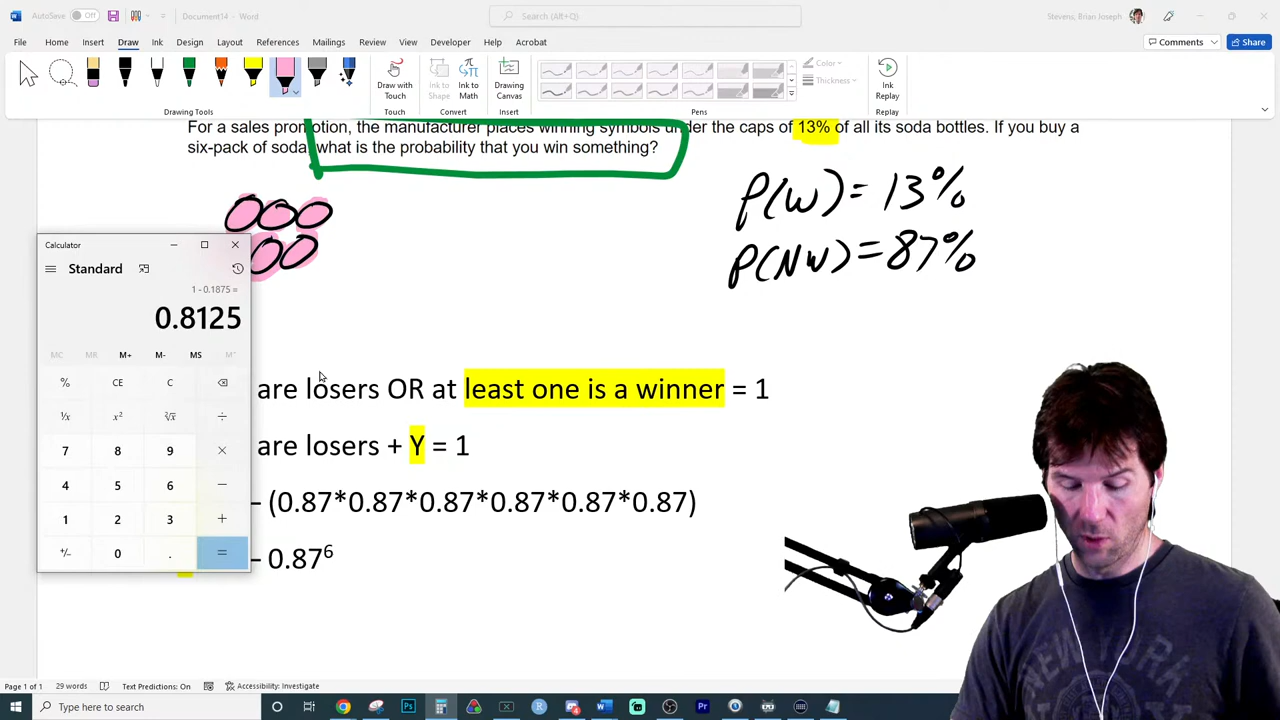 AutoSave Off Document14 - Word Search (Alt+Q) Stevens, Brian Joseph
File Home Insert Draw Ink Design Layout References Mailings Review View Developer Help Acrobat Comments Share
Draw with Touch
Ink to Shape
Ink to Math
Drawing Canvas
Color
Thickness
Ink Replay
Drawing Tools Touch Convert Insert Pens Replay
For a sales promotion, the manufacturer places winning symbols under the caps of 13% of all its soda bottles. If you buy a
six-pack of soda, what is the probability that you win something?
P(W) = 13%
P(NW) = 87%
Calculator
Standard
1 - 0.1875 =
0.8125
MC MR M+ M- MS M˅
% CE C
¹/x x² ²√x ÷
7 8 9 ×
4 5 6 −
1 2 3 +
+/− 0 . =
are losers OR at least one is a winner = 1
are losers + Y = 1
– (0.87*0.87*0.87*0.87*0.87*0.87)
– 0.87⁶
NEW YORK
Page 1 of 1 29 words Text Predictions: On Accessibility: Investigate
Type here to search